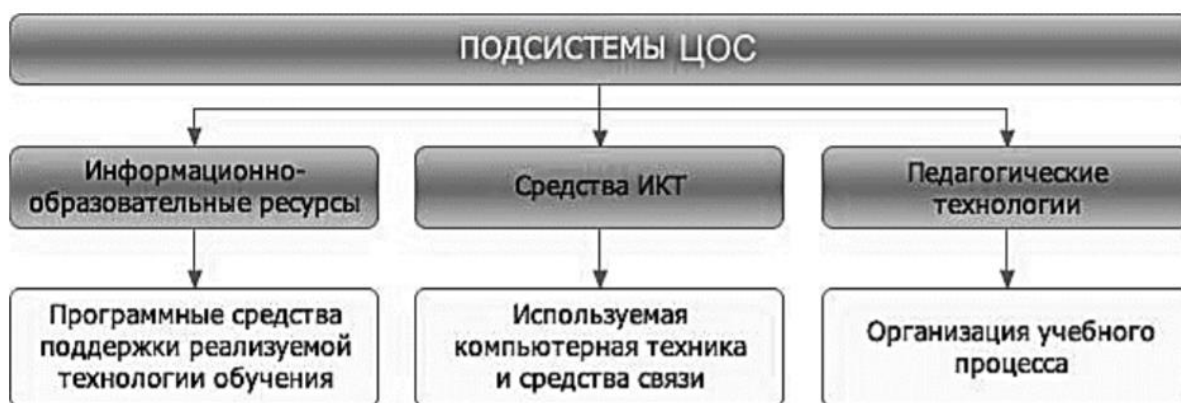 ПОДСИСТЕМЫ ЦОС
Информационно-
образовательные ресурсы
Средства ИКТ
Педагогические
технологии
Программные средства
поддержки реализуемой
технологии обучения
Используемая
компьютерная техника
и средства связи
Организация учебного
процесса